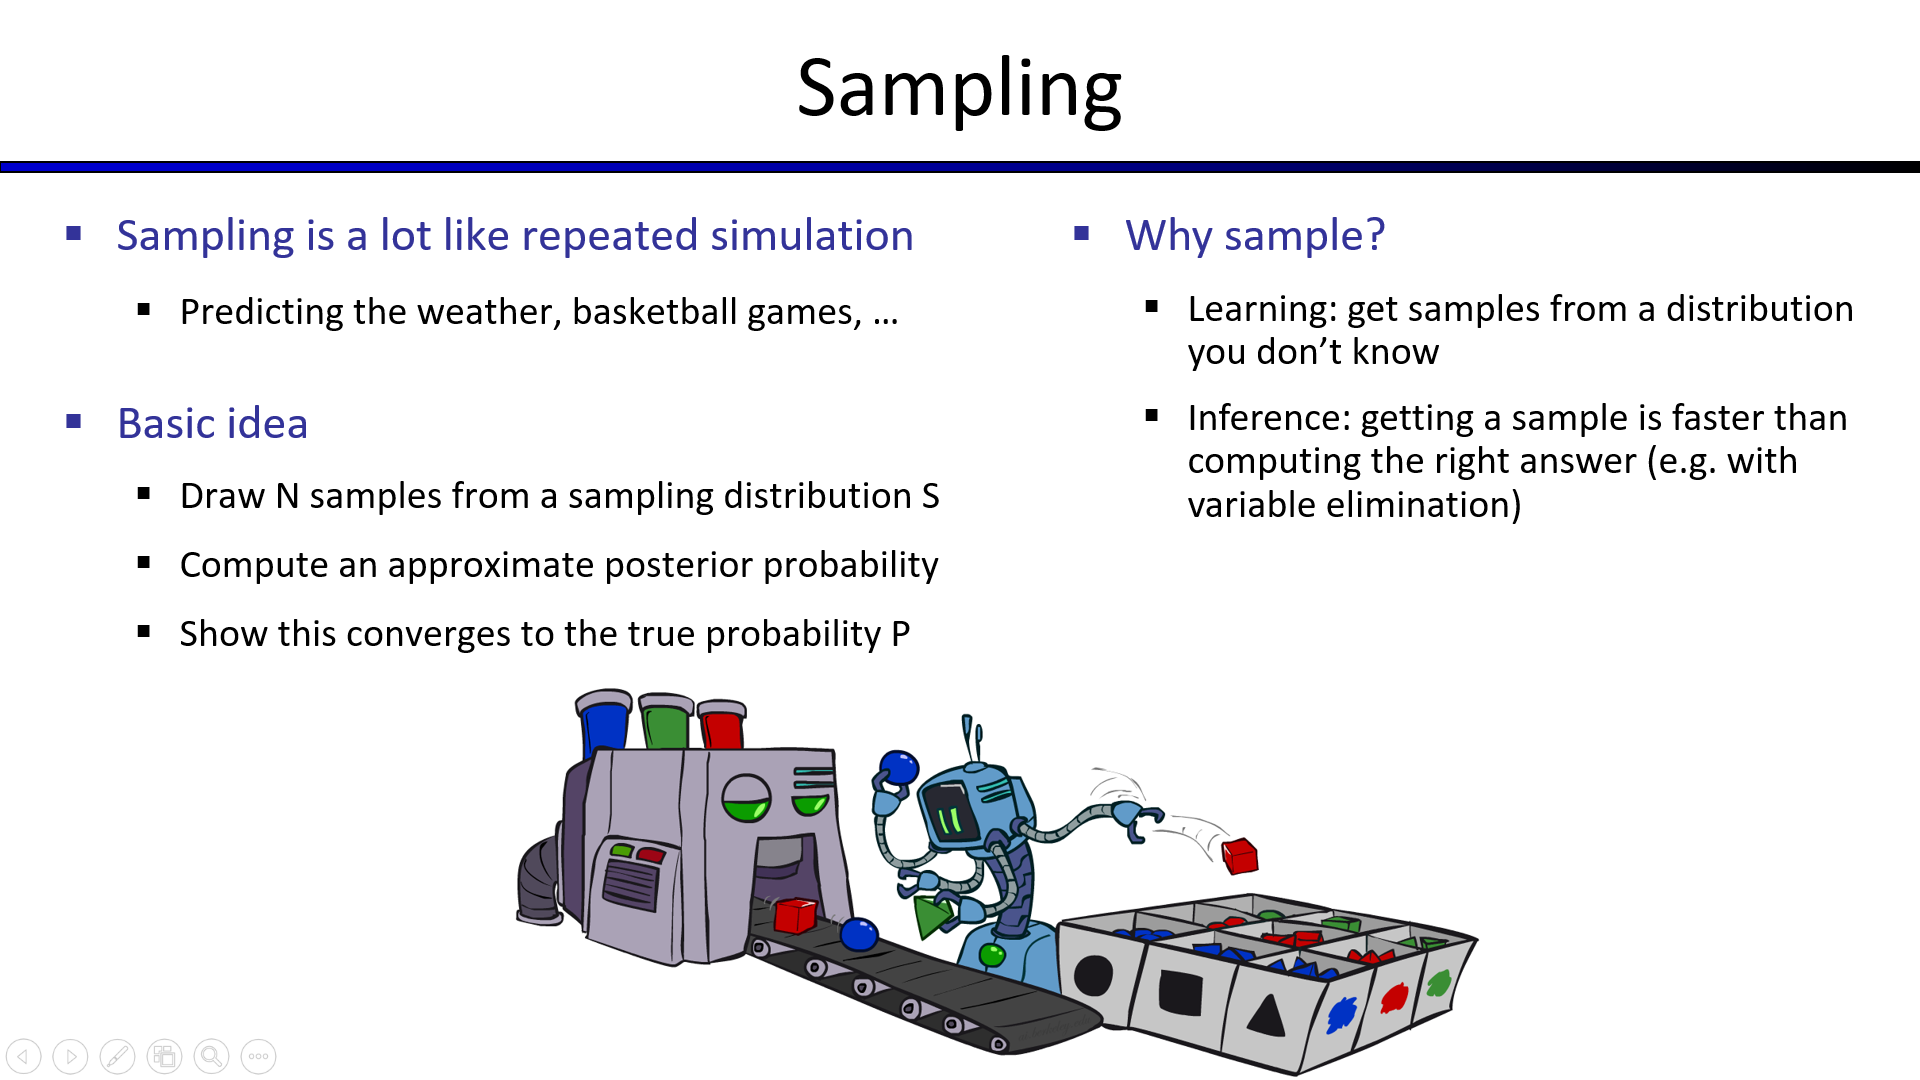 Sampling
Sampling is a lot like repeated simulation
Predicting the weather, basketball games, …
Basic idea
Draw N samples from a sampling distribution S
Compute an approximate posterior probability
Show this converges to the true probability P
Why sample?
Learning: get samples from a distribution
you don’t know
Inference: getting a sample is faster than
computing the right answer (e.g. with
variable elimination)